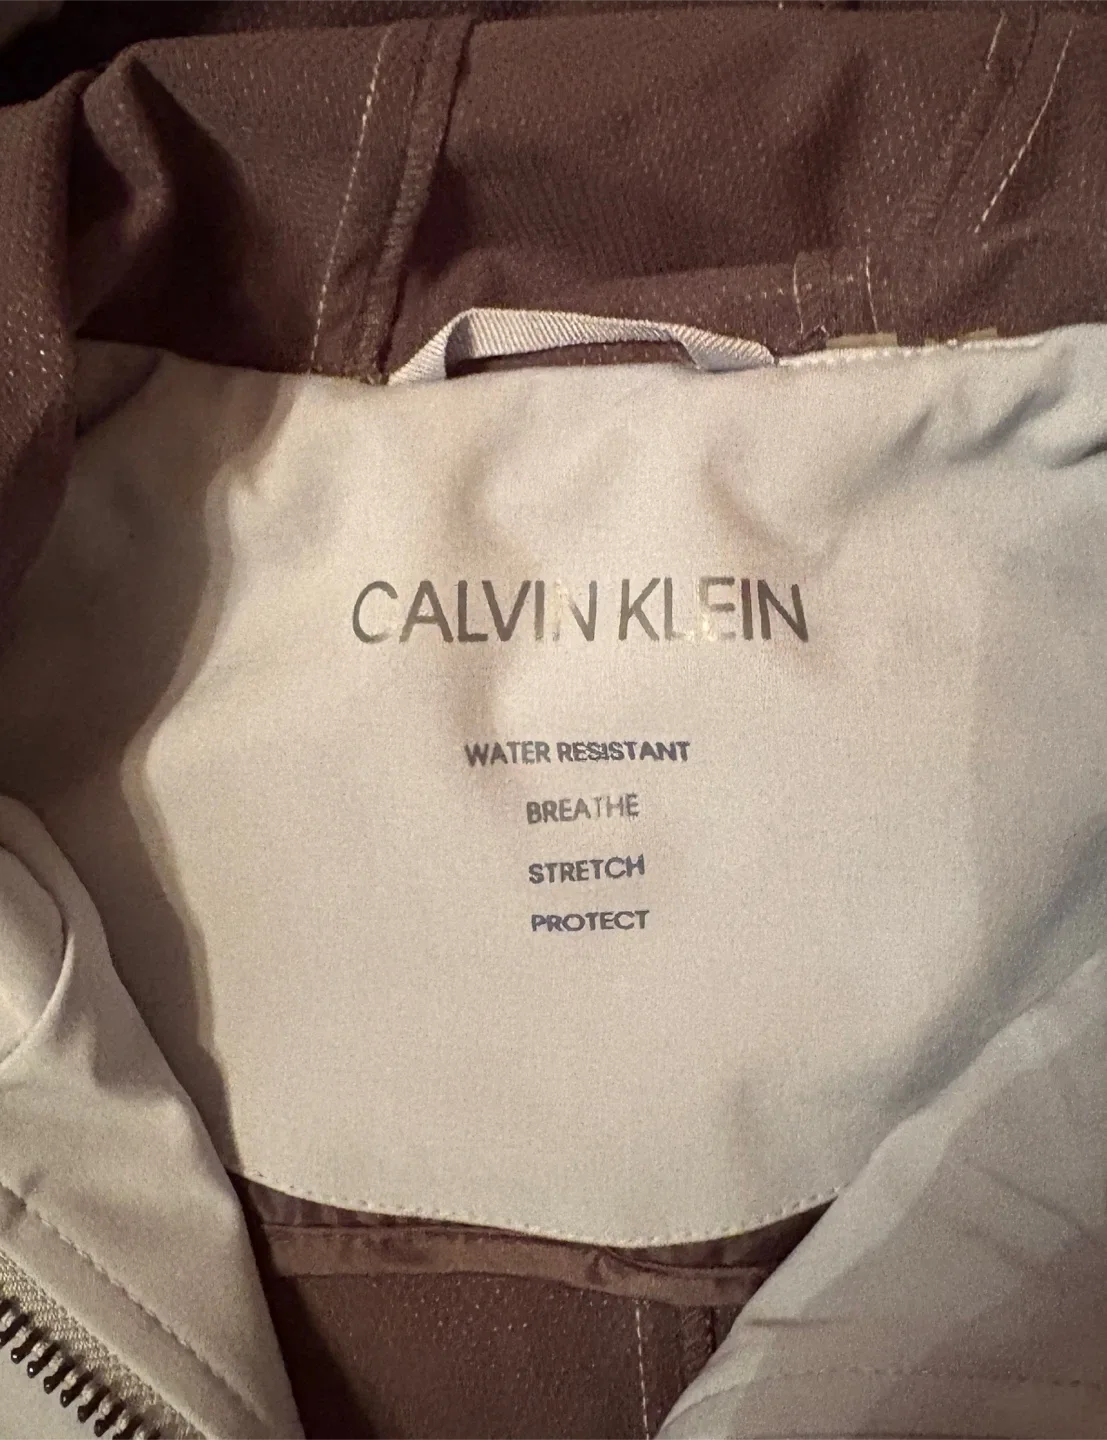 CALVIN KLEIN
WATER RESISTANT
BREATHE
STRETCH
PROTECT